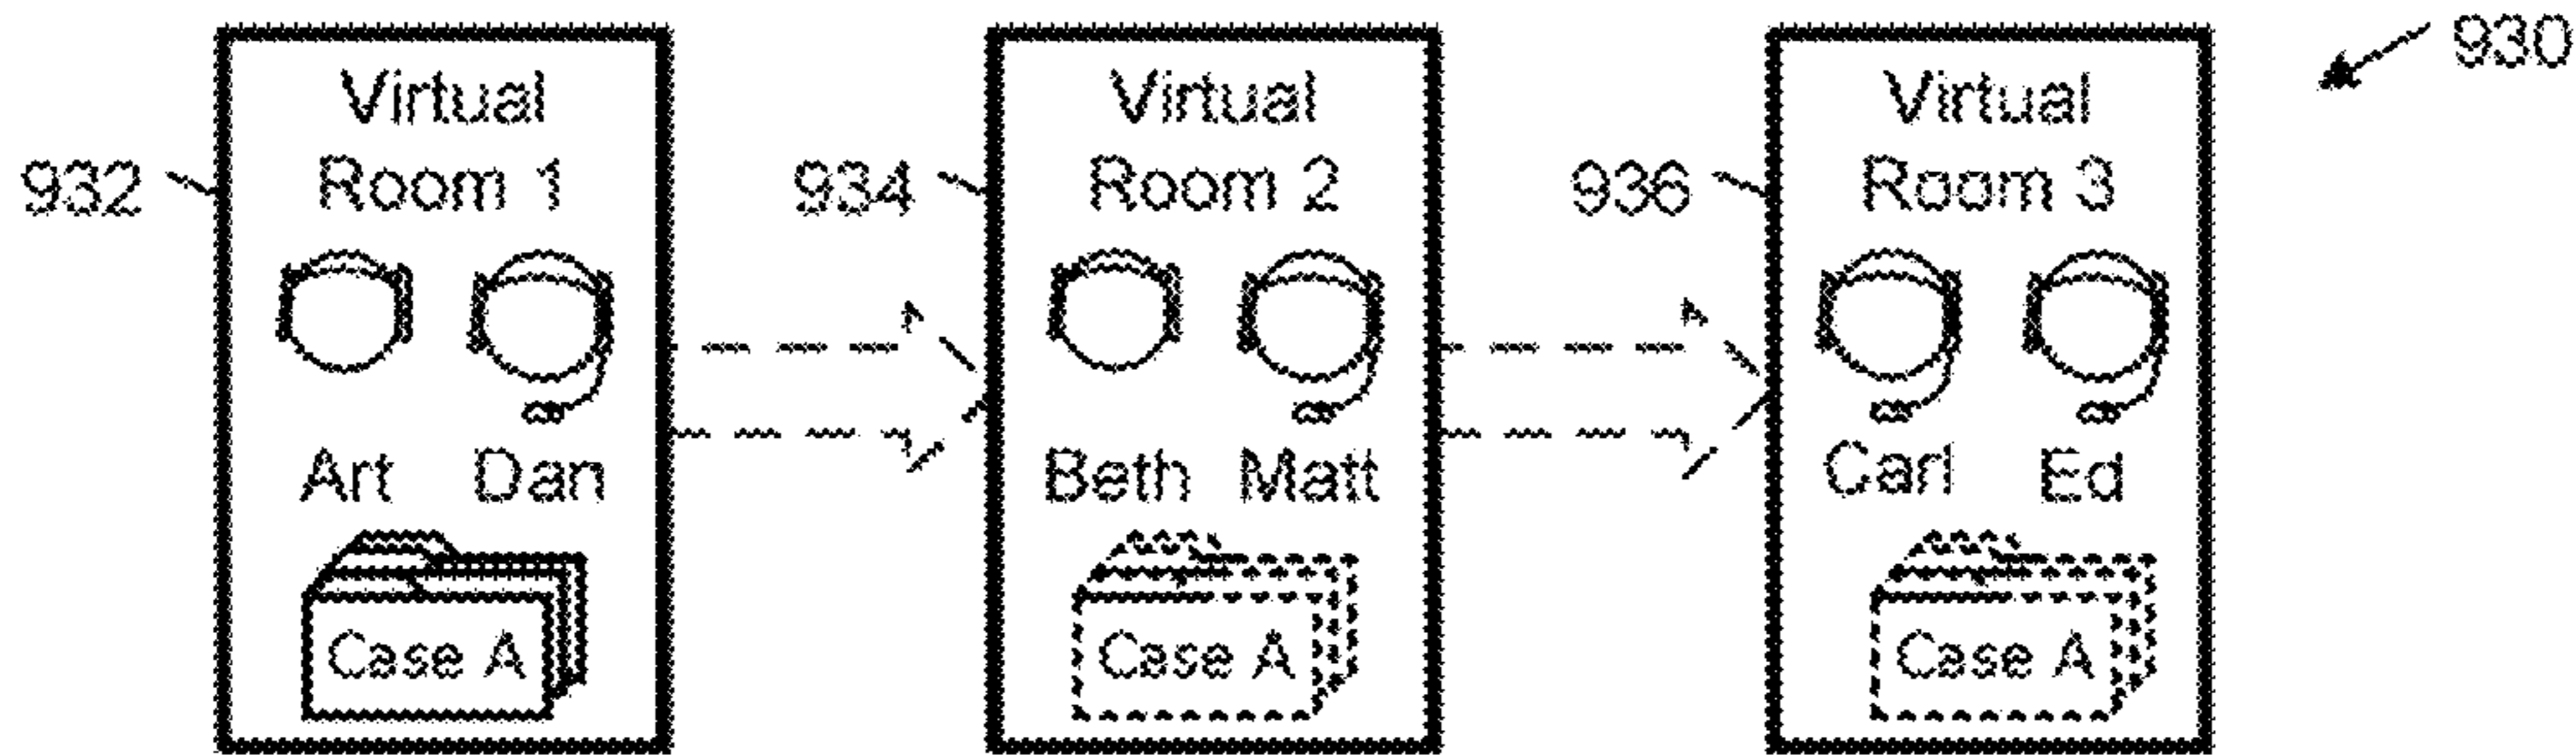 930
932
Virtual
Room 1
Art Dan
Case A
934
Virtual
Room 2
Beth Matt
Case A
936
Virtual
Room 3
Carl Ed
Case A